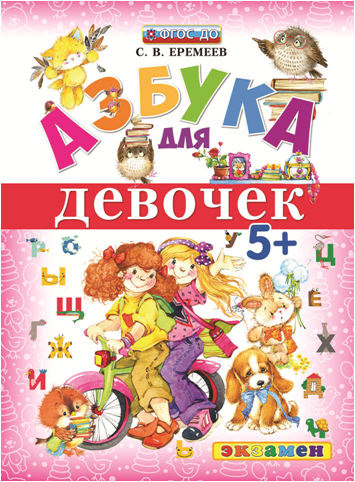 ФГОС ДО
С. В. ЕРЕМЕЕВ
АЗБУКА
ДЛЯ
ДЕВОЧЕК
5+
Р С У Ц
Ы Ё
Щ Х
Г Ж
И Й
экзамен